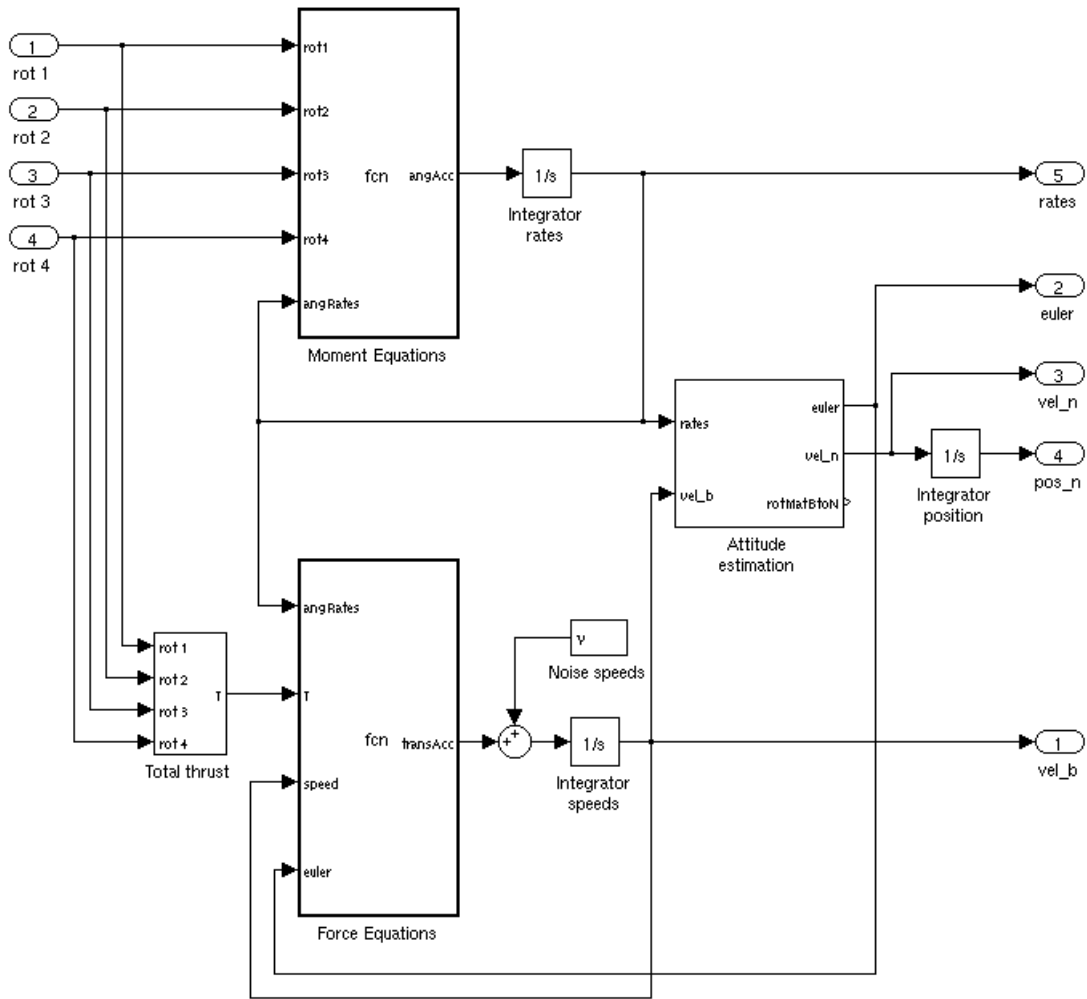 1
rot 1
2
rot 2
3
rot 3
4
rot 4
rot1
rot2
rot3
rot4
angRates
fcn
angAcc
Moment Equations
1/s
Integrator
rates
5
rates
2
euler
3
vel_n
4
pos_n
rates
vel_b
euler
vel_n
rotMatBtoN
Attitude
estimation
1/s
Integrator
position
rot 1
rot 2
rot 3
rot 4
T
Total thrust
angRates
T
speed
euler
fcn
transAcc
Force Equations
v
Noise speeds
+
+
1/s
Integrator
speeds
1
vel_b